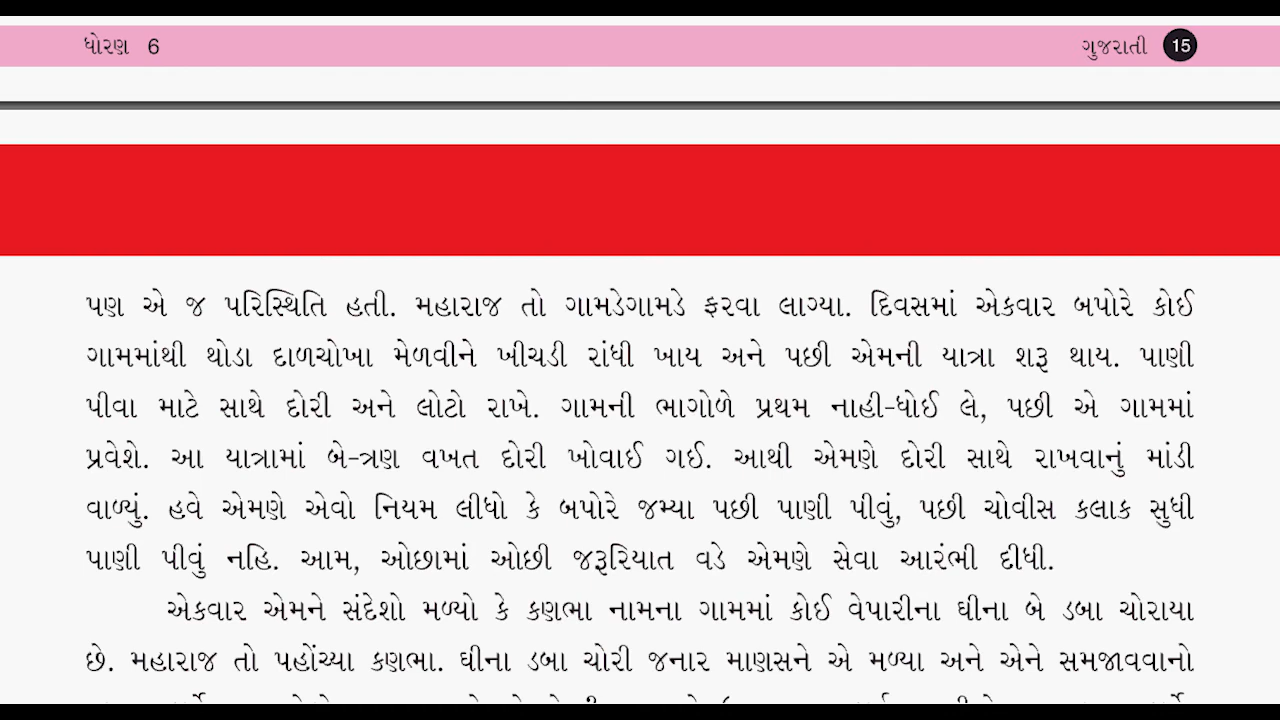 ધોરણ 6
ગુજરાતી 15
પણ એ જ પરિસ્થિતિ હતી. મહારાજ તો ગામડેગામડે ફરવા લાગ્યા. દિવસમાં એકવાર બપોરે કોઈ
ગામમાંથી થોડા દાળચોખા મેળવીને ખીચડી રાંધી ખાય અને પછી એમની યાત્રા શરૂ થાય. પાણી
પીવા માટે સાથે દોરી અને લોટો રાખે. ગામની ભાગોળે પ્રથમ નાહી-ધોઈ લે, પછી એ ગામમાં
પ્રવેશે. આ યાત્રામાં બે-ત્રણ વખત દોરી ખોવાઈ ગઈ. આથી એમણે દોરી સાથે રાખવાનું માંડી
વાળ્યું. હવે એમણે એવો નિયમ લીધો કે બપોરે જમ્યા પછી પાણી પીવું, પછી ચોવીસ કલાક સુધી
પાણી પીવું નહિ. આમ, ઓછામાં ઓછી જરૂરિયાત વડે એમણે સેવા આરંભી દીધી.
એકવાર એમને સંદેશો મળ્યો કે કણભા નામના ગામમાં કોઈ વેપારીના ઘીના બે ડબા ચોરાયા
છે. મહારાજ તો પહોંચ્યા કણભા. ઘીના ડબા ચોરી જનાર માણસને એ મળ્યા અને એને સમજાવવાનો